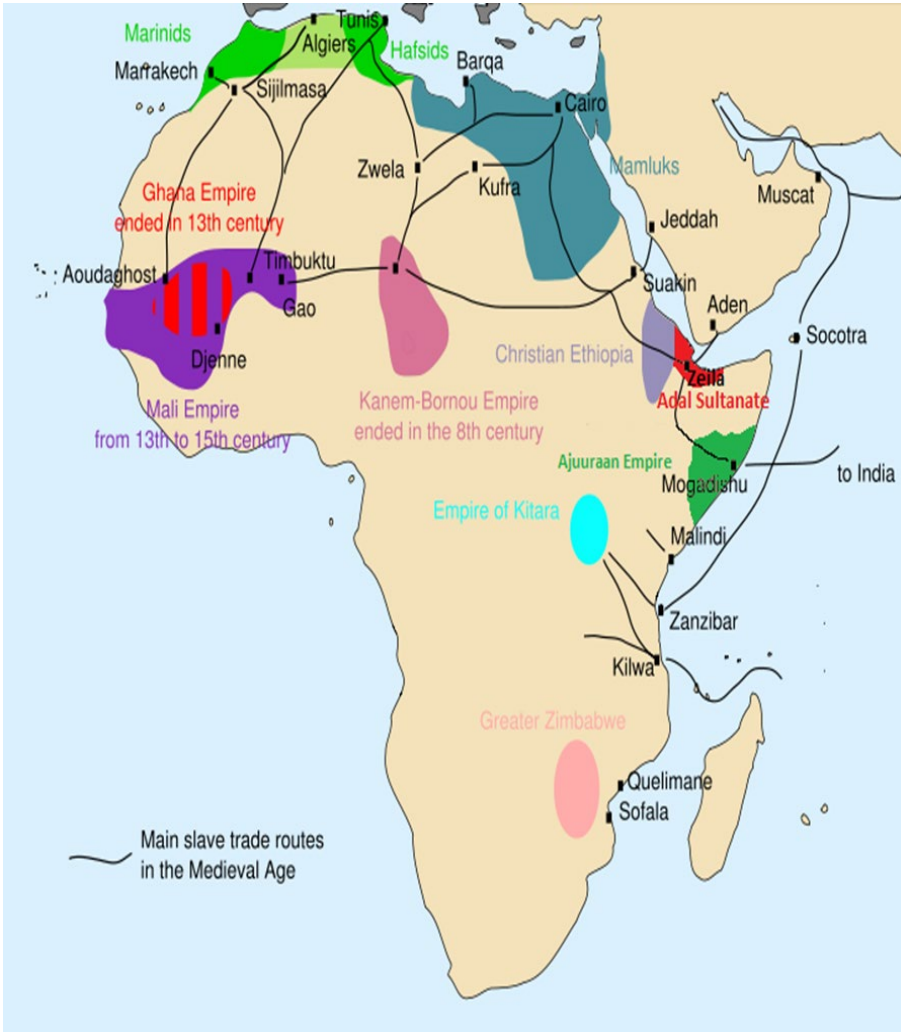 Marinids
Tunis
Algiers
Hafsids
Marrakech
Sijilmasa
Barqa
Cairo
Zwela
Kufra
Mamluks
Muscat
Ghana Empire
ended in 13th century
Jeddah
Aoudaghost
Timbuktu
Gao
Suakin
Aden
Socotra
Djenne
Christian Ethiopia
Zeila
Adal Sultanate
Mali Empire
from 13th to 15th century
Kanem-Bornou Empire
ended in the 8th century
Ajuuraan Empire
Mogadishu
to India
Empire of Kitara
Malindi
Zanzibar
Kilwa
Greater Zimbabwe
Quelimane
Sofala
Main slave trade routes
in the Medieval Age